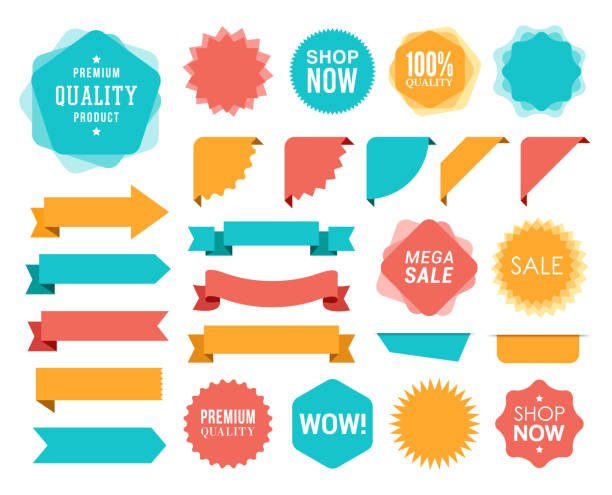 PREMIUM
QUALITY
PRODUCT
SHOP
NOW
100%
QUALITY
MEGA
SALE
SALE
PREMIUM
QUALITY
WOW!
SHOP
NOW